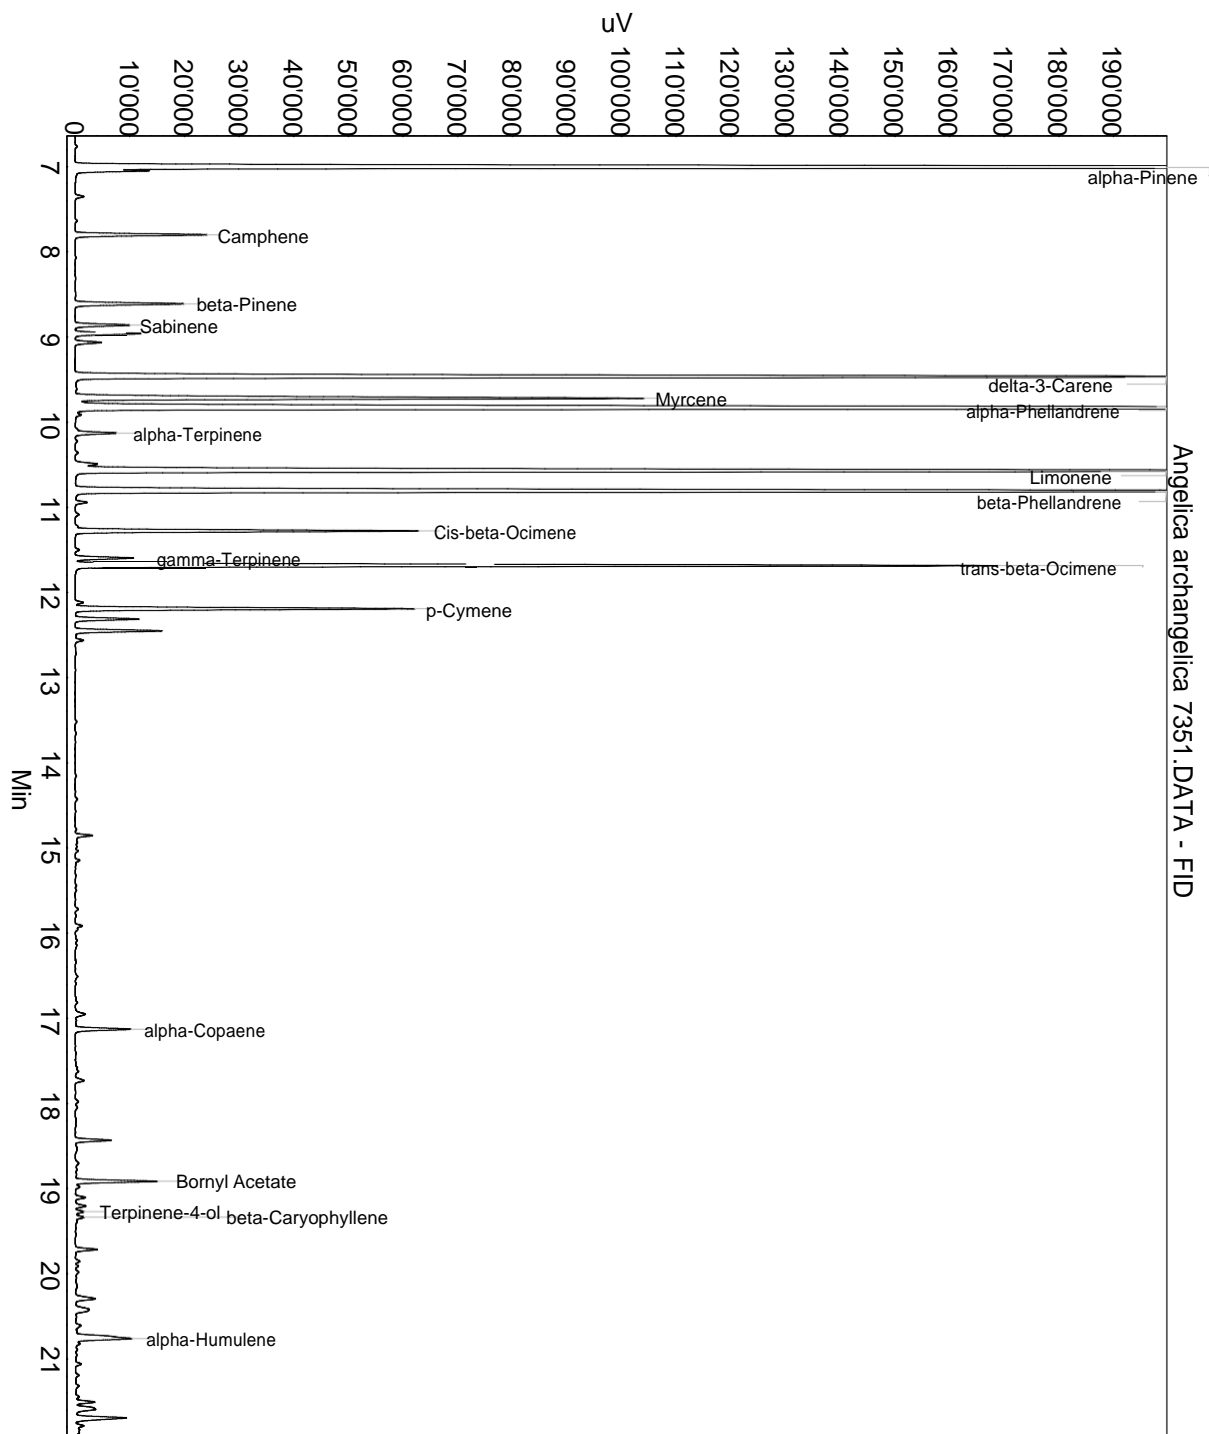 Angelica archangelica 7351.DATA - FID
uV
190'000
180'000
170'000
160'000
150'000
140'000
130'000
120'000
110'000
100'000
90'000
80'000
70'000
60'000
50'000
40'000
30'000
20'000
10'000
0
alpha-Pinene
Camphene
beta-Pinene
Sabinene
delta-3-Carene
Myrcene
alpha-Phellandrene
alpha-Terpinene
Limonene
beta-Phellandrene
Cis-beta-Ocimene
gamma-Terpinene
trans-beta-Ocimene
p-Cymene
alpha-Copaene
Bornyl Acetate
Terpinene-4-ol
beta-Caryophyllene
alpha-Humulene
7
8
9
10
11
12
13
14
15
16
17
18
19
20
21
Min